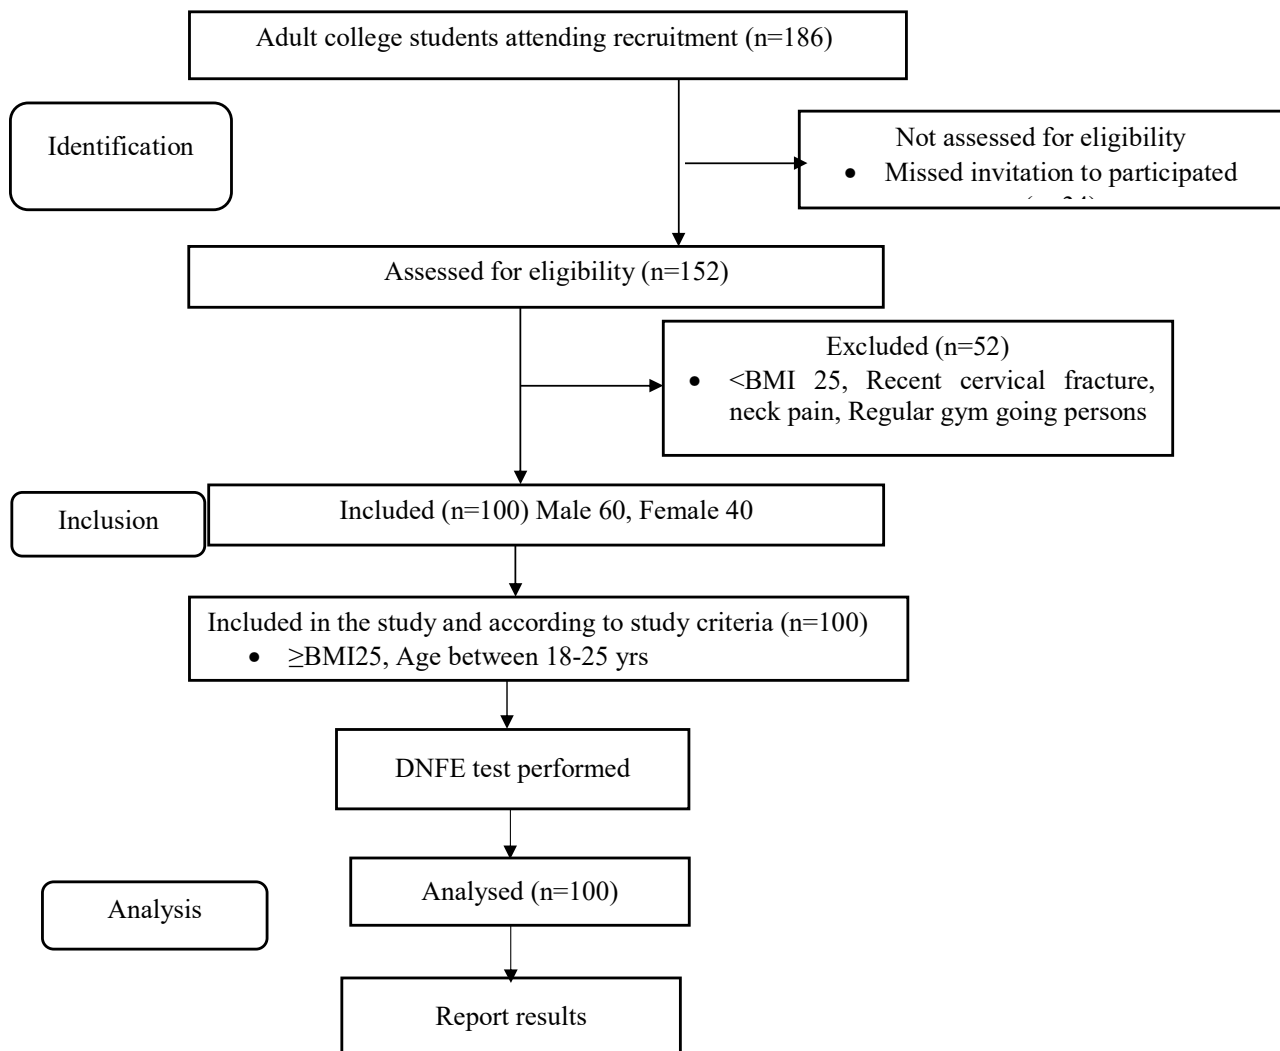 Adult college students attending recruitment (n=186)
Identification
Not assessed for eligibility
• Missed invitation to participated
Assessed for eligibility (n=152)
Excluded (n=52)
• <BMI 25, Recent cervical fracture,
neck pain, Regular gym going persons
Inclusion
Included (n=100) Male 60, Female 40
Included in the study and according to study criteria (n=100)
• ≥BMI25, Age between 18-25 yrs
DNFE test performed
Analysed (n=100)
Analysis
Report results